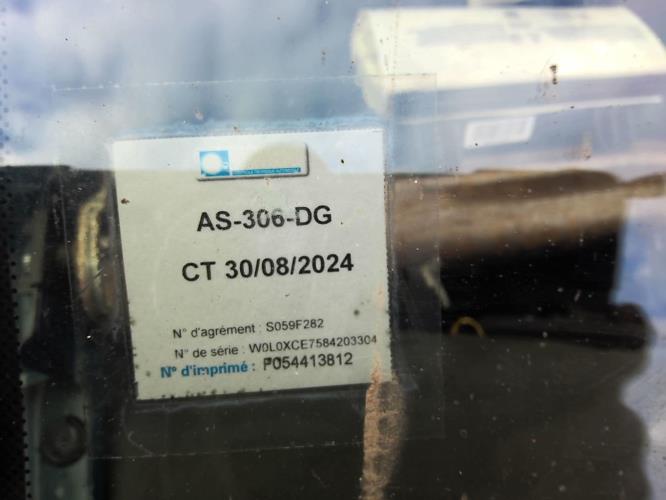 AS-306-DG
CT 30/08/2024
N° d'agrément : S059F282
N° de série : W0L0XCE7584203304
N° d'imprimé : P054413812